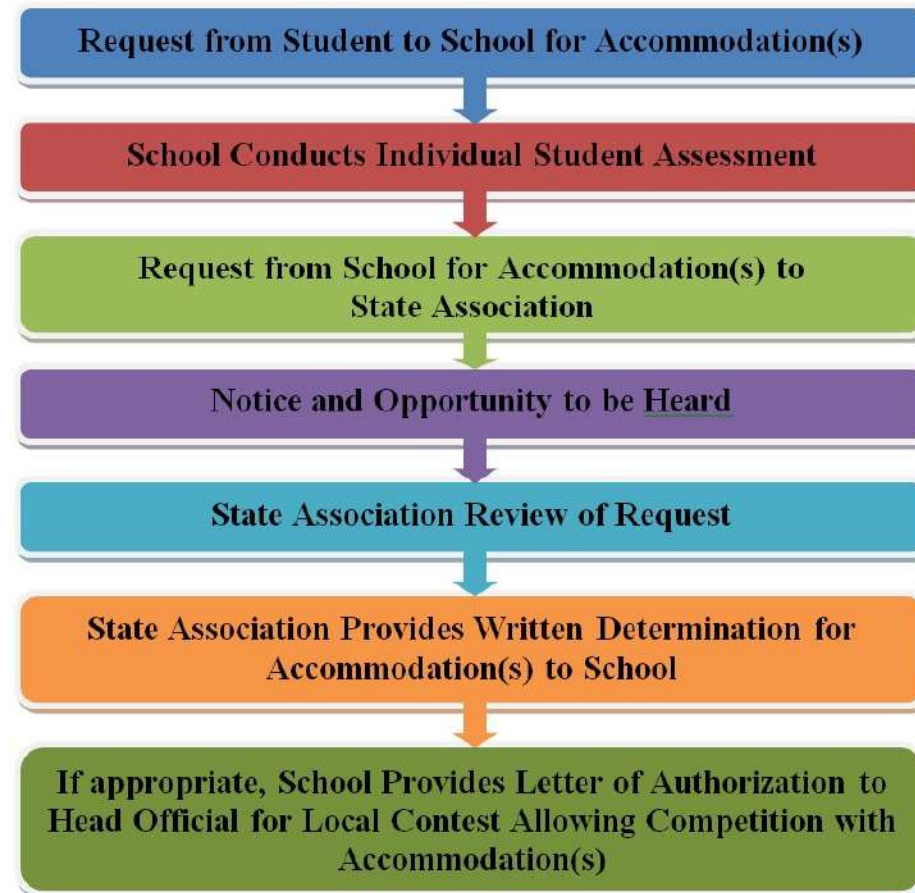 Request from Student to School for Accommodation(s)
School Conducts Individual Student Assessment
Request from School for Accommodation(s) to
State Association
Notice and Opportunity to be Heard
State Association Review of Request
State Association Provides Written Determination for
Accommodation(s) to School
If appropriate, School Provides Letter of Authorization to
Head Official for Local Contest Allowing Competition with
Accommodation(s)